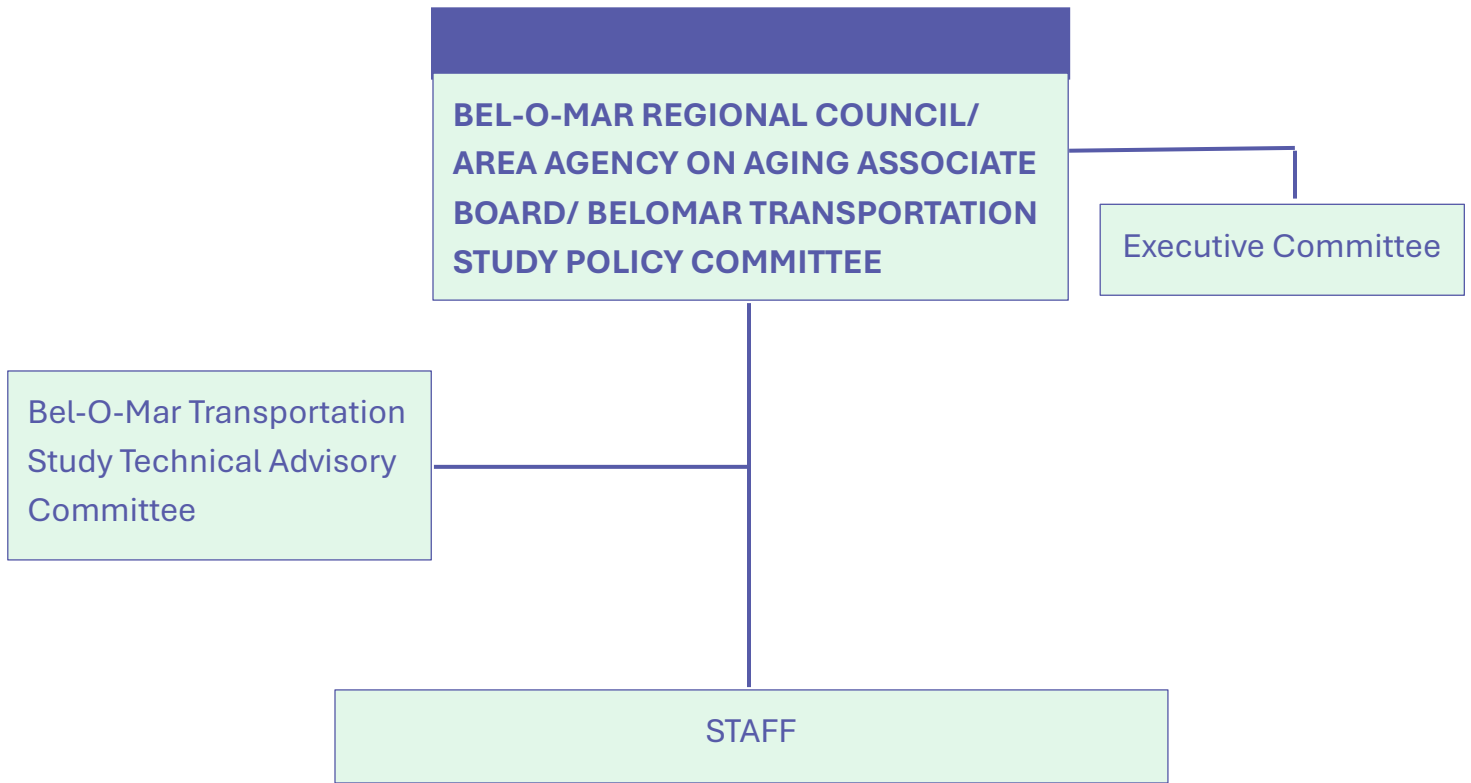 BEL-O-MAR REGIONAL COUNCIL/
AREA AGENCY ON AGING ASSOCIATE
BOARD/ BELOMAR TRANSPORTATION
STUDY POLICY COMMITTEE
Executive Committee
Bel-O-Mar Transportation
Study Technical Advisory
Committee
STAFF